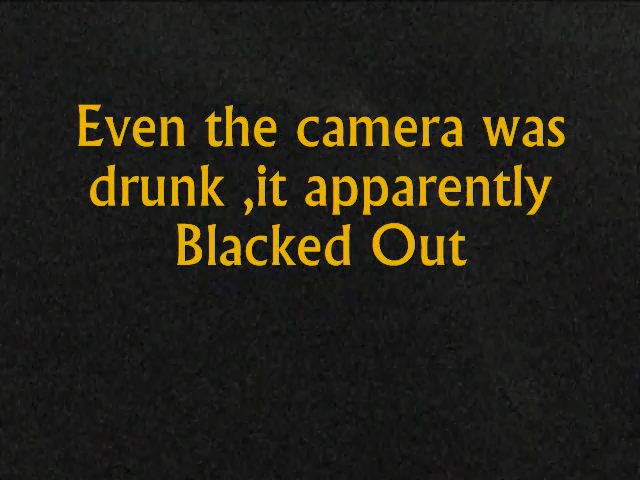 Even the camera was
drunk ,it apparently
Blacked Out